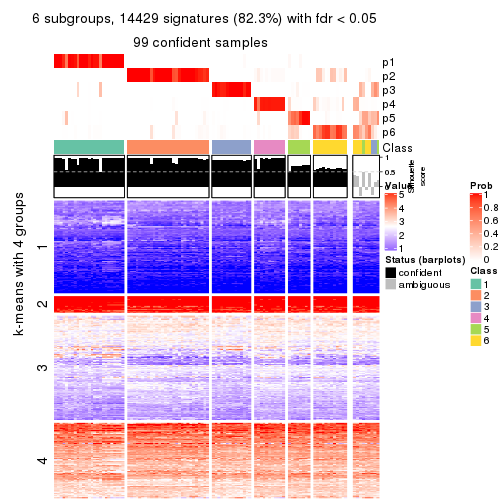 6 subgroups, 14429 signatures (82.3%) with fdr < 0.05
99 confident samples
p1
p2
p3
p4
p5
p6
Class
1
0.5
0
Silhouette
score
k-means with 4 groups
1
2
3
4
Value
5
4
3
2
1
Status (barplots)
confident
ambiguous
Prob
1
0.8
0.6
0.4
0.2
0
Class
1
2
3
4
5
6